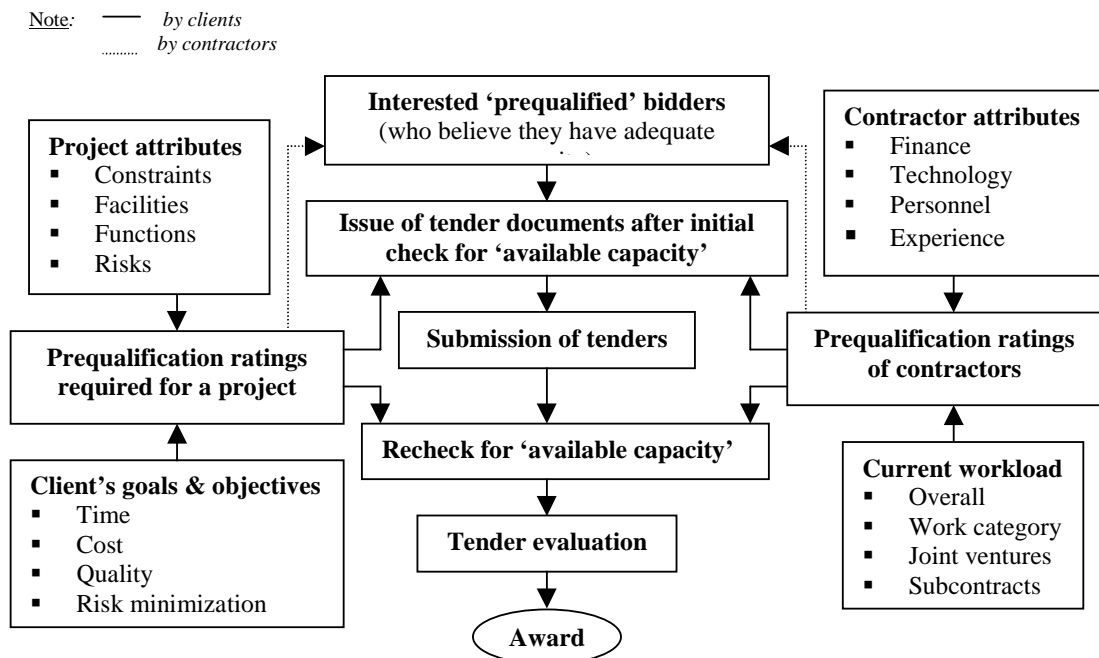 Note: by clients
.......... by contractors
Interested ‘prequalified’ bidders
(who believe they have adequate
Project attributes
▪ Constraints
▪ Facilities
▪ Functions
▪ Risks
Contractor attributes
▪ Finance
▪ Technology
▪ Personnel
▪ Experience
Issue of tender documents after initial
check for ‘available capacity’
Submission of tenders
Prequalification ratings
required for a project
Prequalification ratings
of contractors
Recheck for ‘available capacity’
Client’s goals & objectives
▪ Time
▪ Cost
▪ Quality
▪ Risk minimization
Current workload
▪ Overall
▪ Work category
▪ Joint ventures
▪ Subcontracts
Tender evaluation
Award